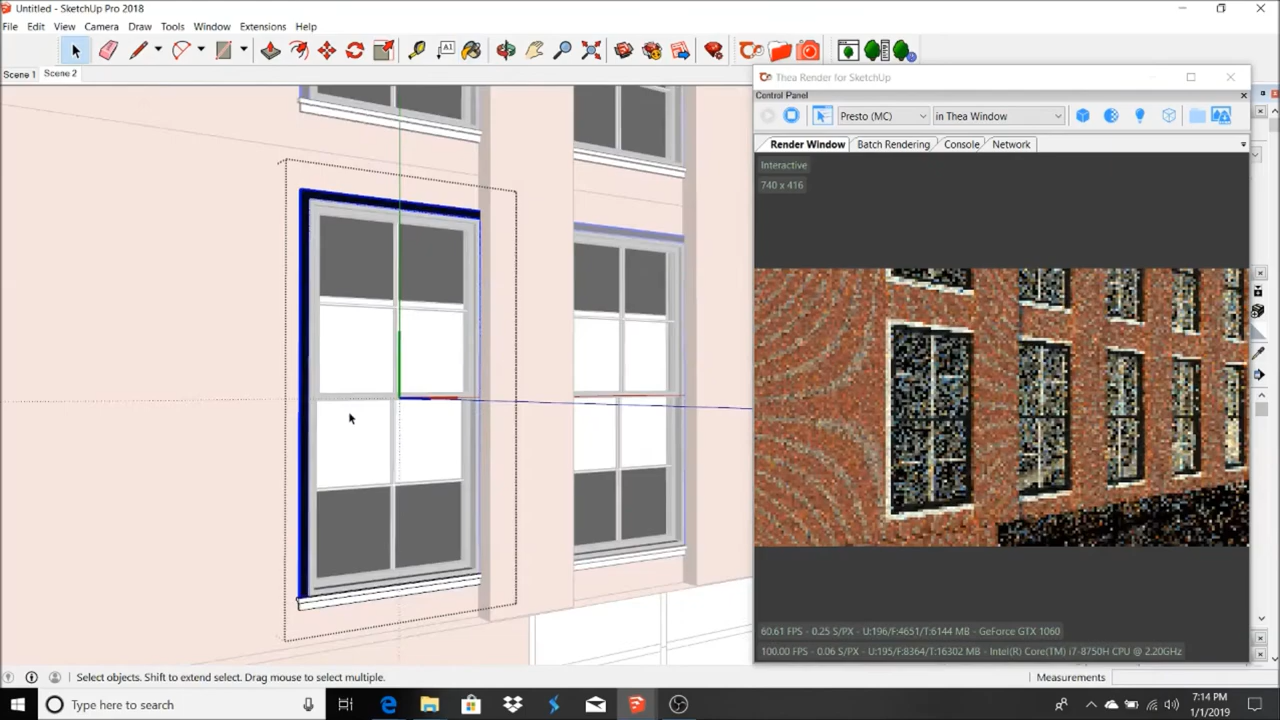 Untitled - SketchUp Pro 2018
File Edit View Camera Draw Tools Window Extensions Help
A1
Scene 1 Scene 2
Thea Render for SketchUp
Control Panel
Presto (MC) in Thea Window
Render Window Batch Rendering Console Network
Interactive
740 x 416
60.61 FPS - 0.25 S/PX - U:196/F:4651/T:6144 MB - GeForce GTX 1060
100.00 FPS - 0.06 S/PX - U:195/F:8364/T:16302 MB - Intel(R) Core(TM) i7-8750H CPU @ 2.20GHz
Select objects. Shift to extend select. Drag mouse to select multiple. Measurements
Type here to search
7:14 PM
1/1/2019